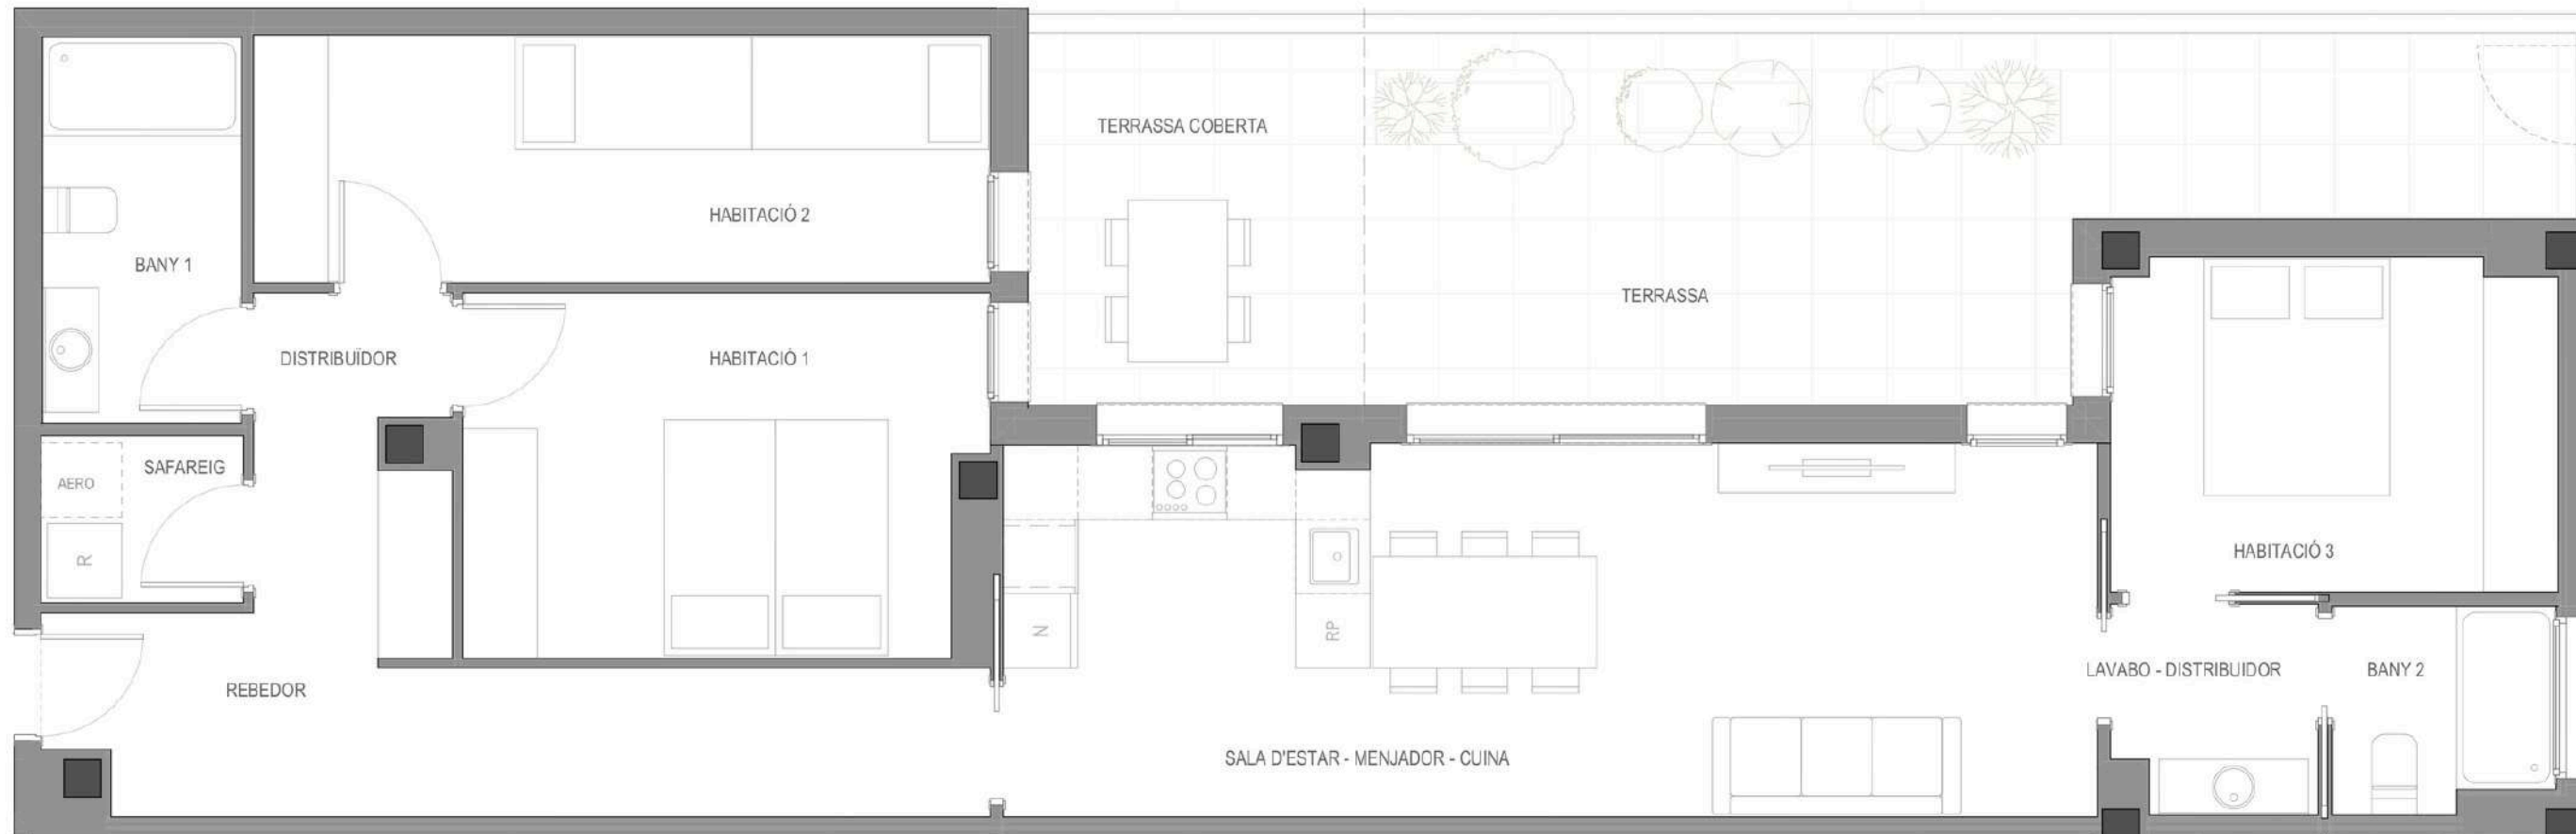 TERRASSA COBERTA
HABITACIÓ 2
BANY 1
TERRASSA
DISTRIBUÏDOR
HABITACIÓ 1
SAFAREIG
AERO
R
HABITACIÓ 3
N
RP
REBEDOR
LAVABO - DISTRIBUIDOR
BANY 2
SALA D'ESTAR - MENJADOR - CUINA